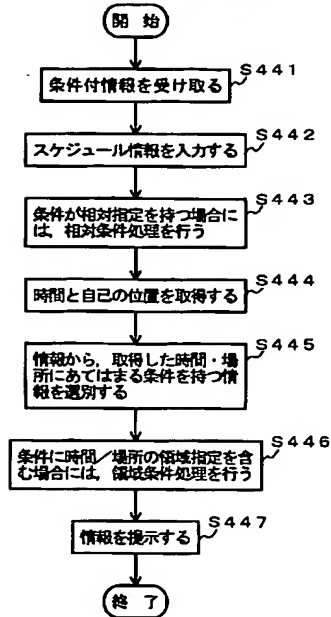 開 始
S441
条件付情報を受け取る
S442
スケジュール情報を入力する
S443
条件が相対指定を持つ場合に
は，相対条件処理を行う
S444
時間と自己の位置を取得する
S445
情報から，取得した時間・場
所にあてはまる条件を持つ情
報を選別する
S446
条件に時間／場所の領域指定を含
む場合には，領域条件処理を行う
S447
情報を提示する
終 了